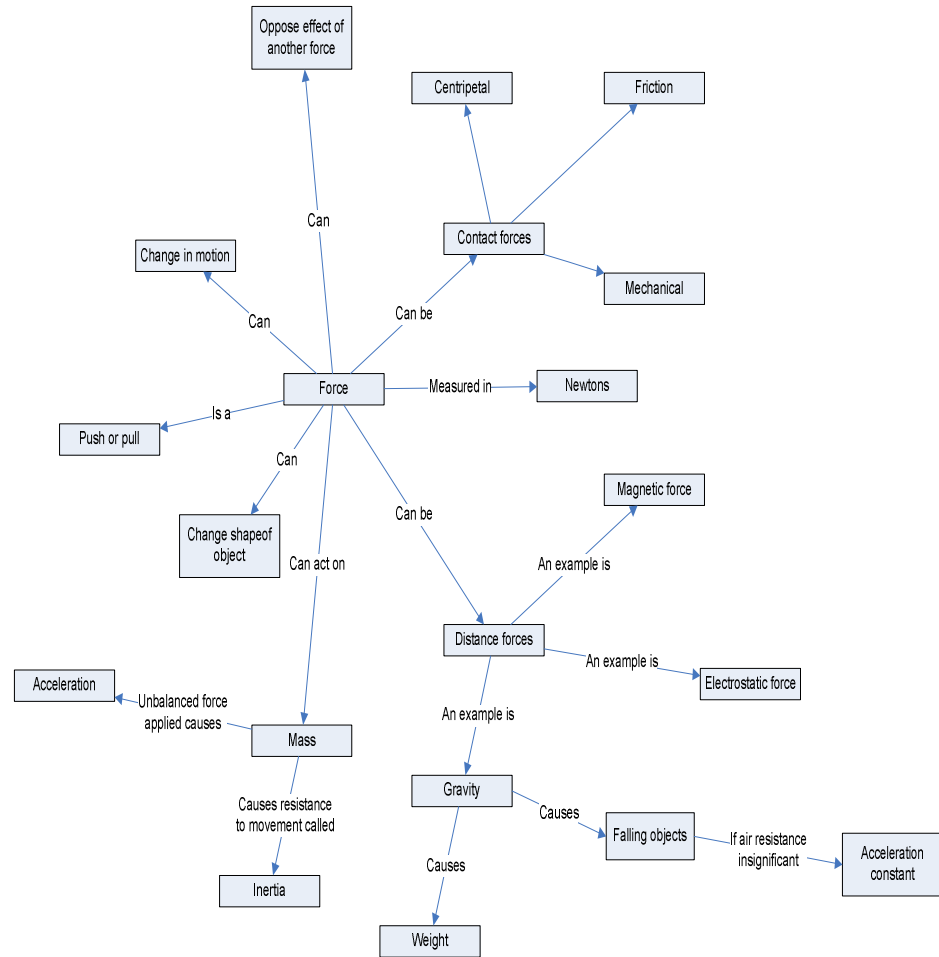 Oppose effect of
another force
Centripetal
Friction
Can
Contact forces
Change in motion
Mechanical
Can be
Can
Force
Measured in
Newtons
Is a
Push or pull
Can
Magnetic force
Can be
Change shapeof
object
Can act on
An example is
Distance forces
An example is
Electrostatic force
Acceleration
Unbalanced force
applied causes
An example is
Mass
Gravity
Causes resistance
to movement called
Causes
Falling objects
If air resistance
insignificant
Acceleration
constant
Causes
Inertia
Weight